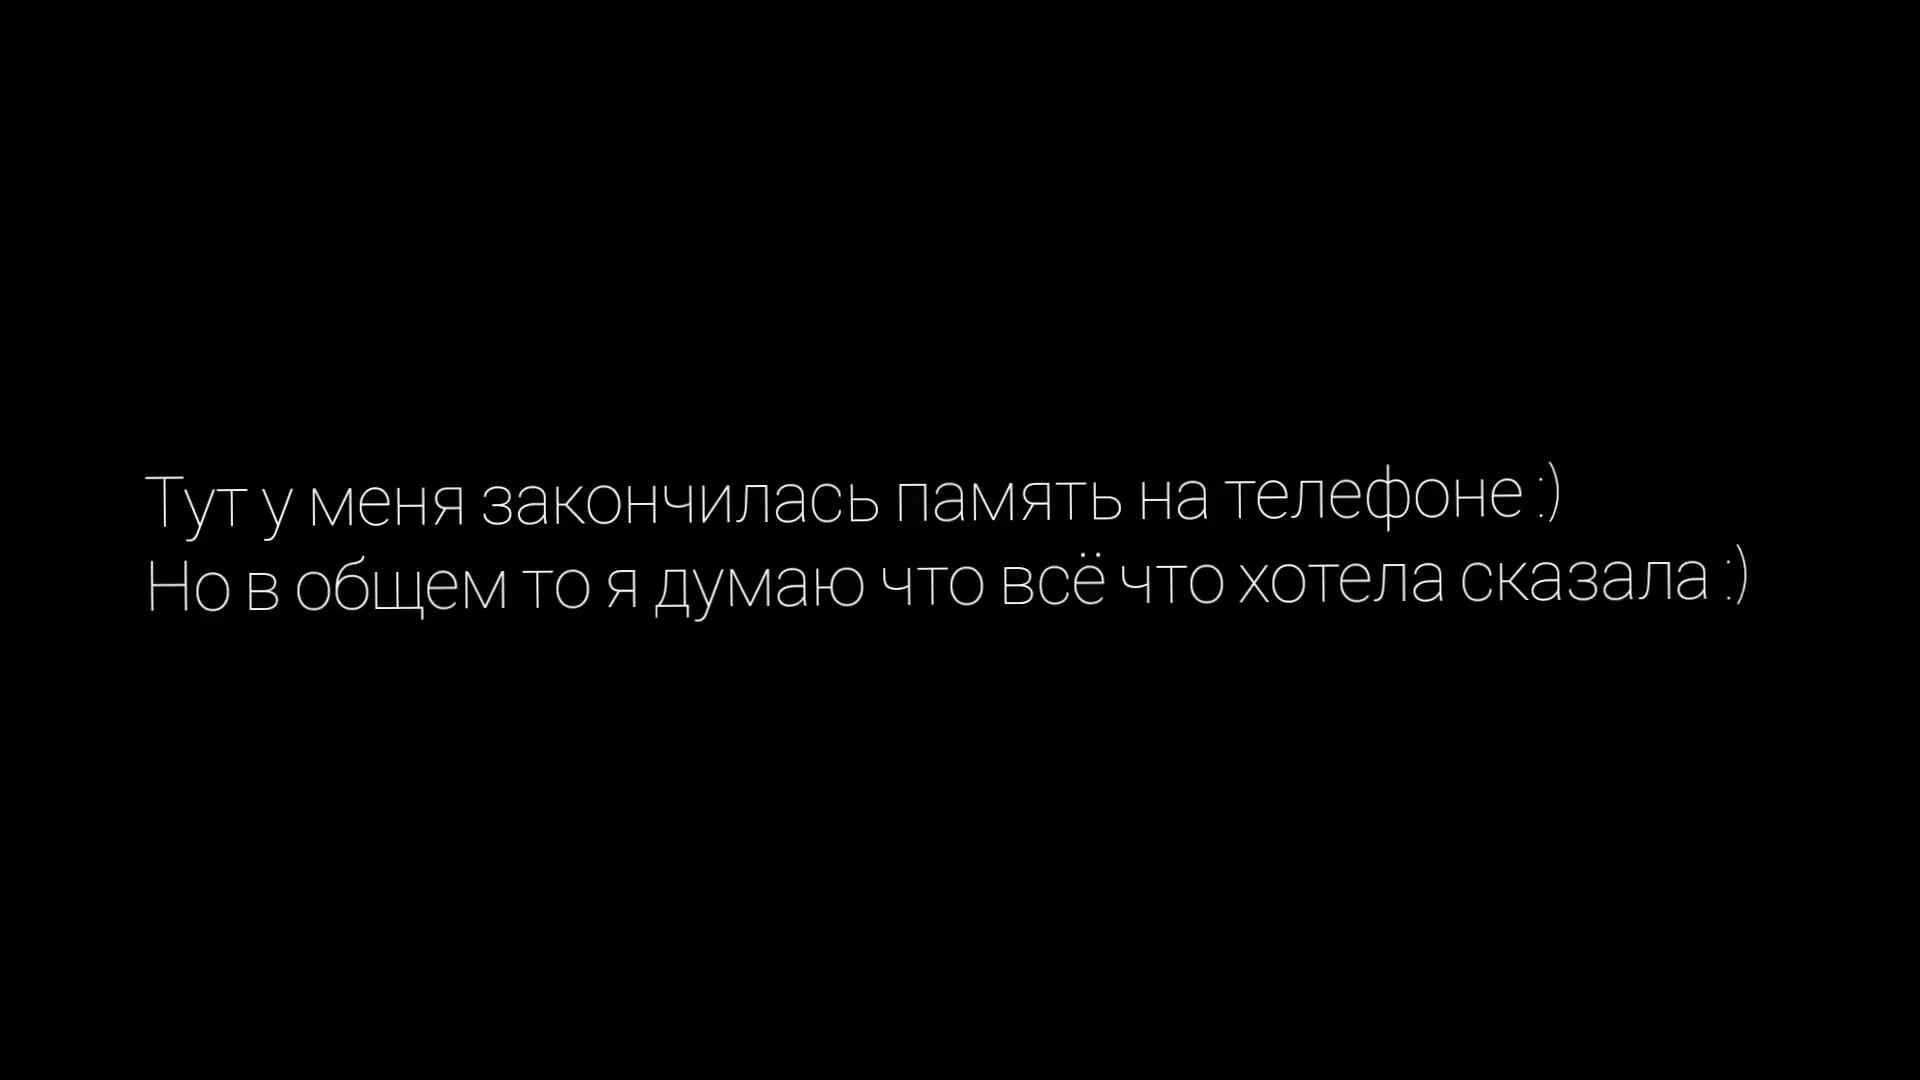 Тут у меня закончилась память на телефоне :)
Но в общем то я думаю что всё что хотела сказала :)